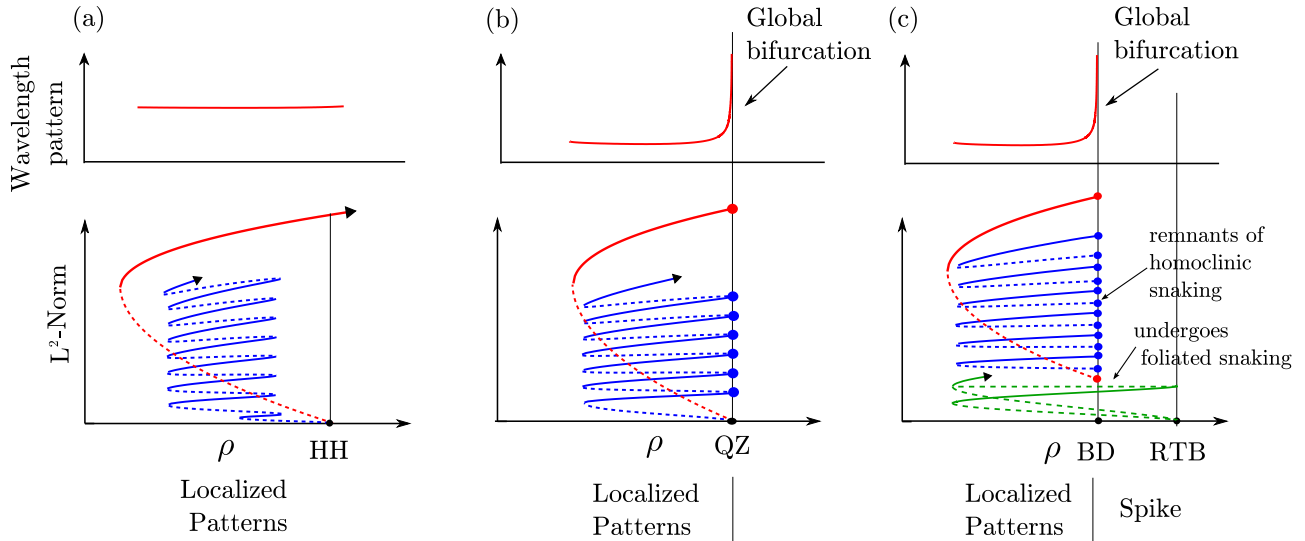 (a)
Wavelength
pattern
L²-Norm
ρ
HH
Localized
Patterns
(b)
Global
bifurcation
ρ
QZ
Localized
Patterns
(c)
Global
bifurcation
remnants of
homoclinic
snaking
undergoes
foliated snaking
ρ
BD
RTB
Localized
Patterns
Spike